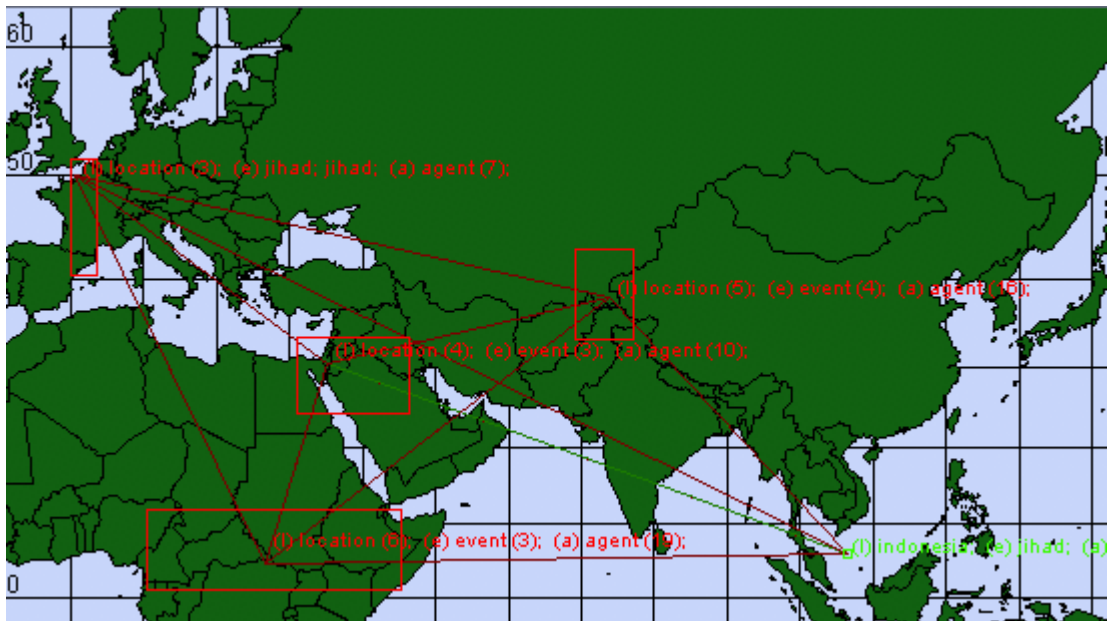 60
50
(l) location (3); (e) jihad; jihad; (a) agent (7);
(l) location (5); (e) event (4); (a) agent (16);
(l) location (4); (e) event (3); (a) agent (10);
(l) location (6); (e) event (3); (a) agent (19);
(l) indonesia; (e) jihad; (a)
0